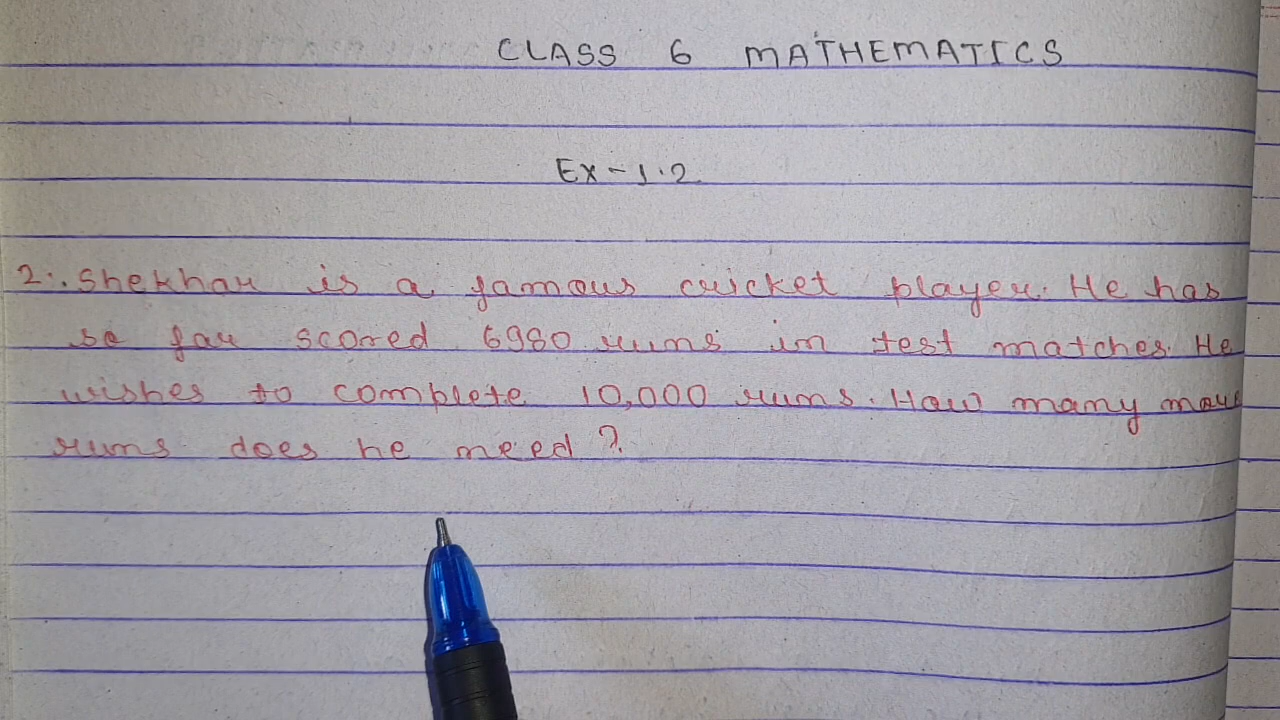 CLASS 6 MATHEMATICS
Ex-1.2
2:. Shekhar is a famous cricket player. He has
so far scored 6980 runs in test matches. He
wishes to complete 10,000 runs. How many more
runs does he need?